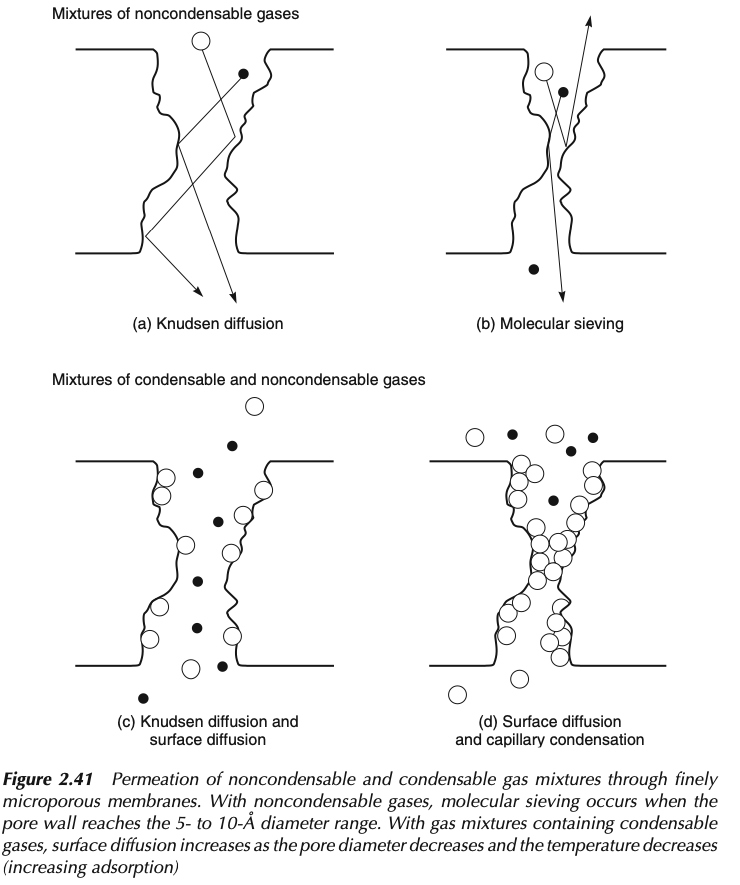 Mixtures of noncondensable gases
(a) Knudsen diffusion
(b) Molecular sieving
Mixtures of condensable and noncondensable gases
(c) Knudsen diffusion and
surface diffusion
(d) Surface diffusion
and capillary condensation
Figure 2.41 Permeation of noncondensable and condensable gas mixtures through finely
microporous membranes. With noncondensable gases, molecular sieving occurs when the
pore wall reaches the 5- to 10-Å diameter range. With gas mixtures containing condensable
gases, surface diffusion increases as the pore diameter decreases and the temperature decreases
(increasing adsorption)